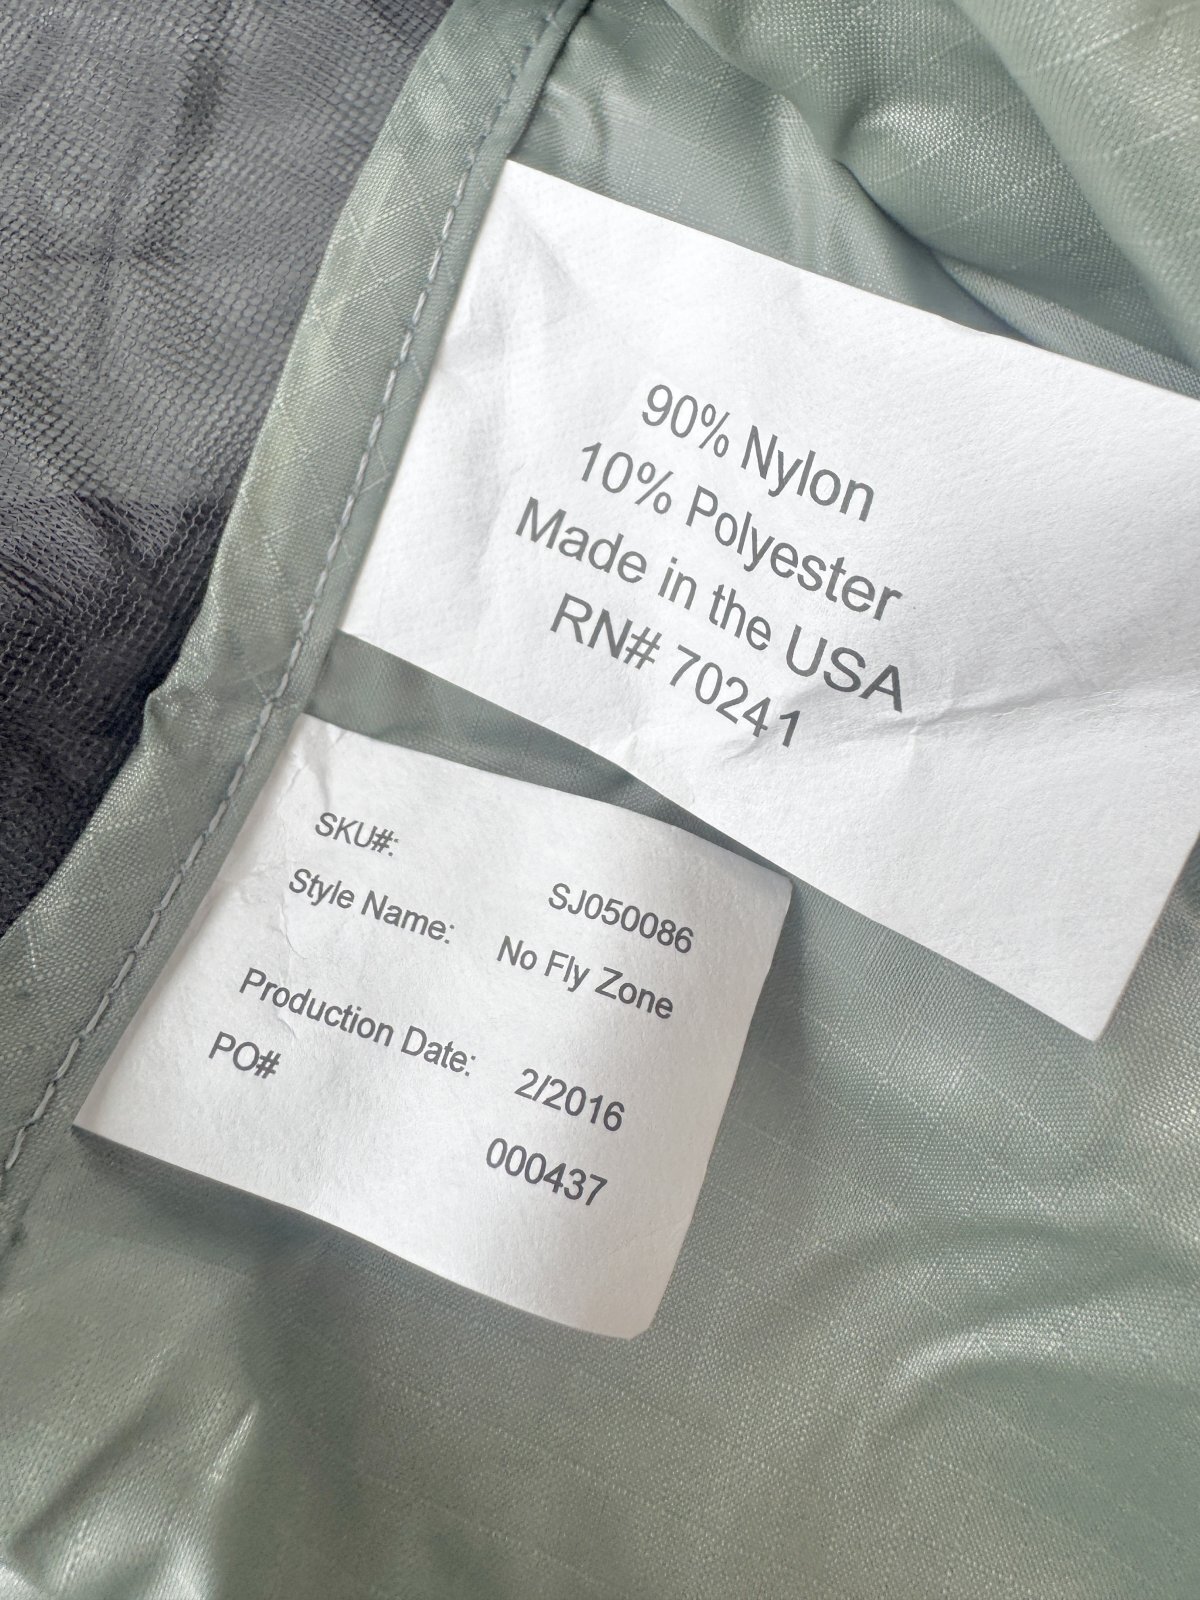 90% Nylon
10% Polyester
Made in the USA
RN# 70241
SKU#: SJ050086
Style Name: No Fly Zone
Production Date: 2/2016
PO# 000437